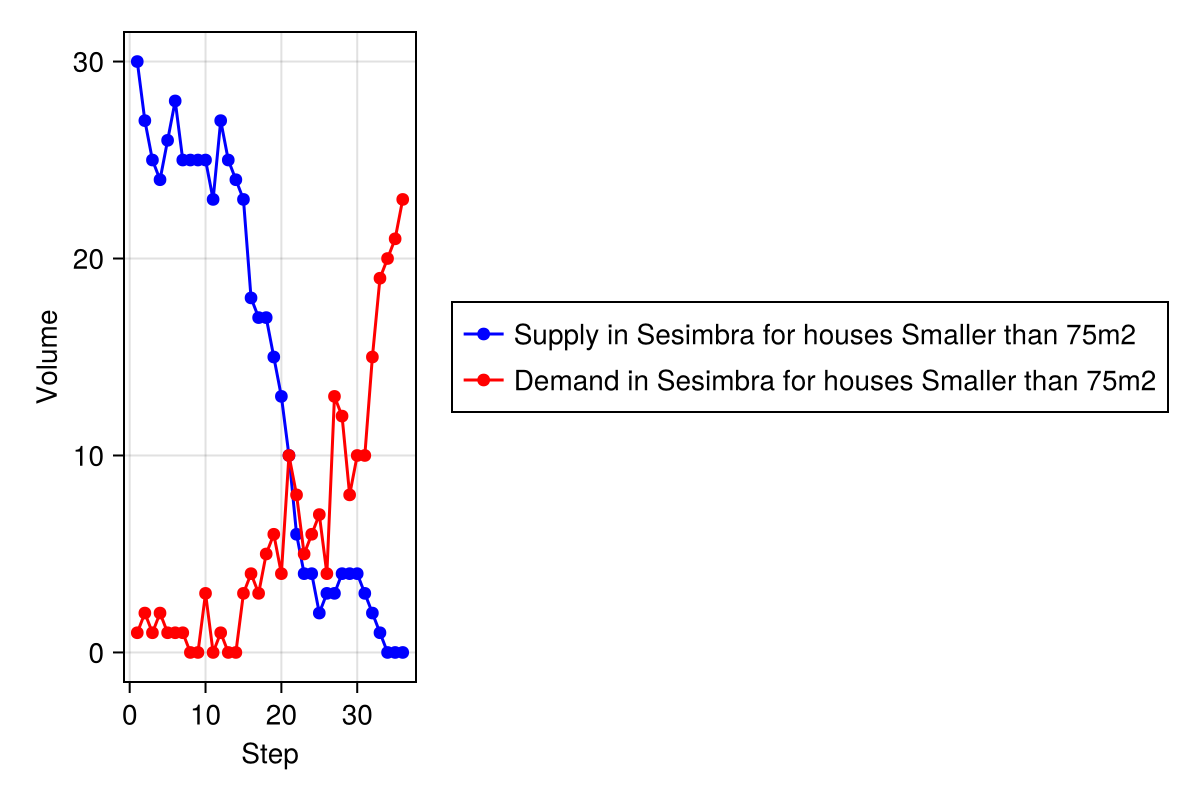 30
20
10
0
Volume
0 10 20 30
Step
Supply in Sesimbra for houses Smaller than 75m2
Demand in Sesimbra for houses Smaller than 75m2